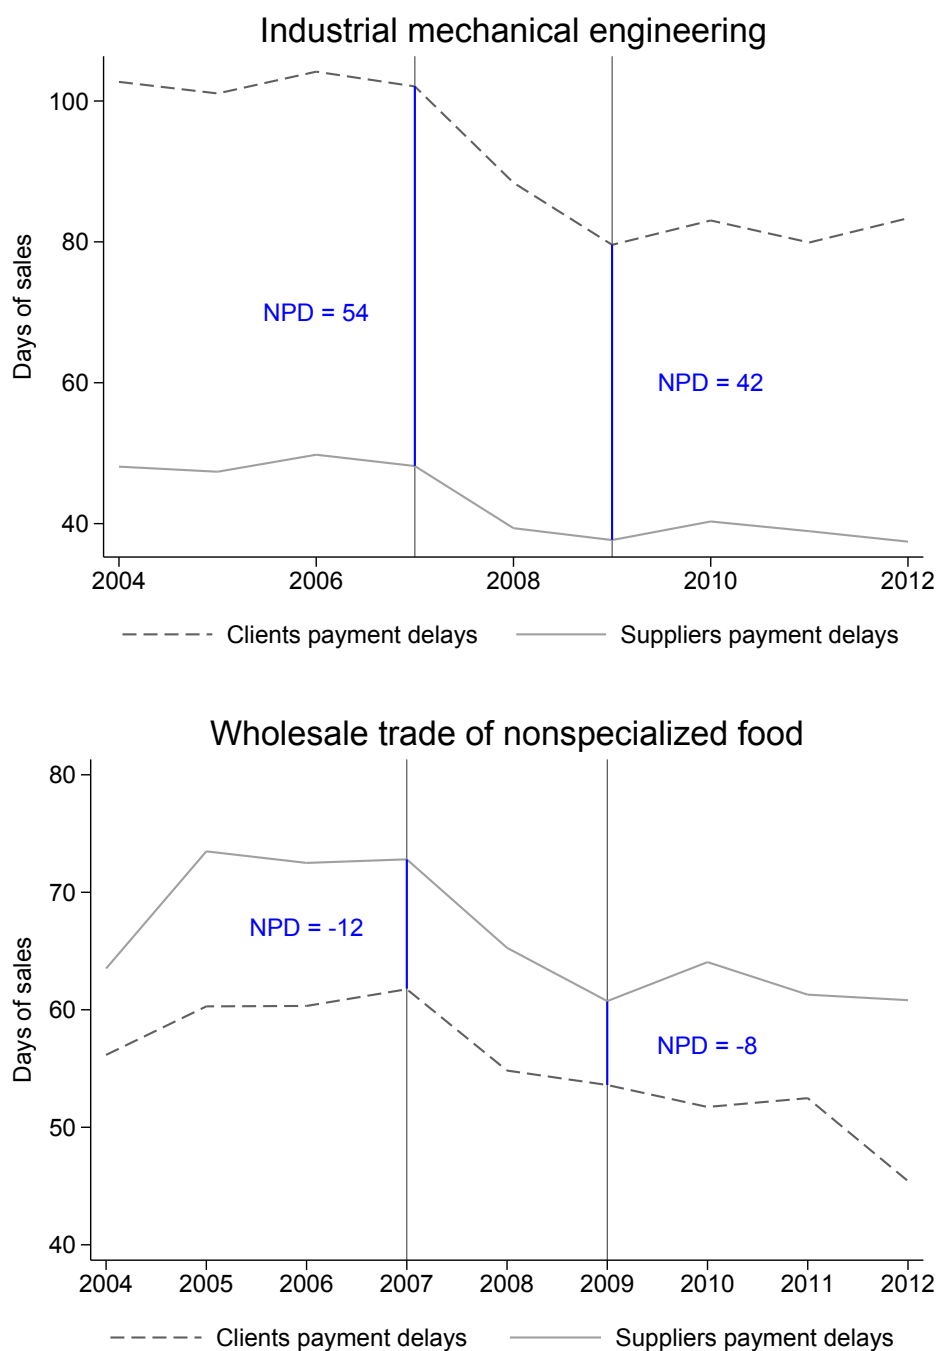 Industrial mechanical engineering
100
80
60
40
Days of sales
NPD = 54
NPD = 42
2004 2006 2008 2010 2012
Clients payment delays Suppliers payment delays
Wholesale trade of nonspecialized food
80
70
60
50
40
Days of sales
NPD = -12
NPD = -8
2004 2005 2006 2007 2008 2009 2010 2011 2012
Clients payment delays Suppliers payment delays